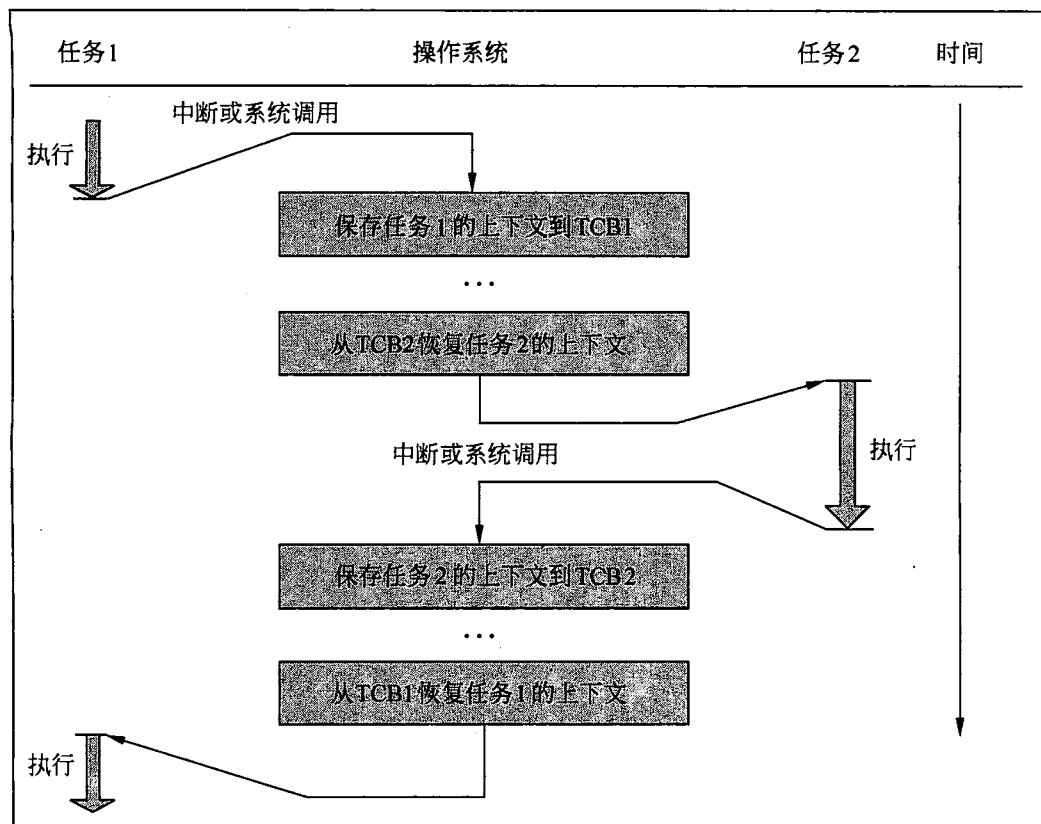 任务1 操作系统 任务2 时间
中断或系统调用
执行
保存任务1的上下文到TCB1
...
从TCB2恢复任务2的上下文
中断或系统调用
执行
保存任务2的上下文到TCB2
...
从TCB1恢复任务1的上下文
执行